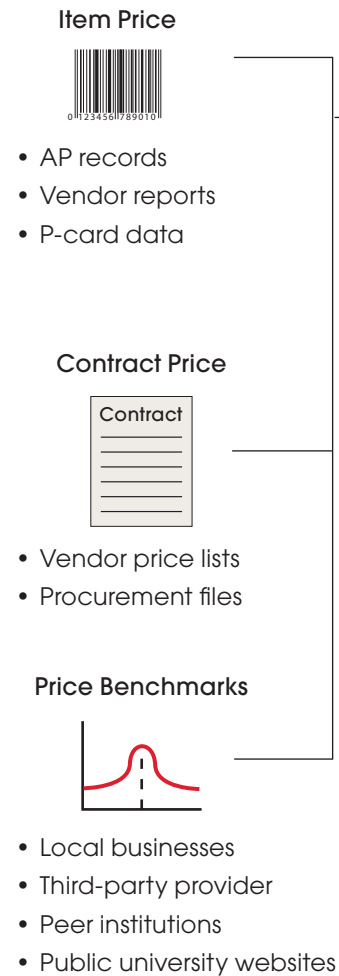 Item Price
0 123456 789010
• AP records
• Vendor reports
• P-card data
Contract Price
Contract
• Vendor price lists
• Procurement files
Price Benchmarks
• Local businesses
• Third-party provider
• Peer institutions
• Public university websites